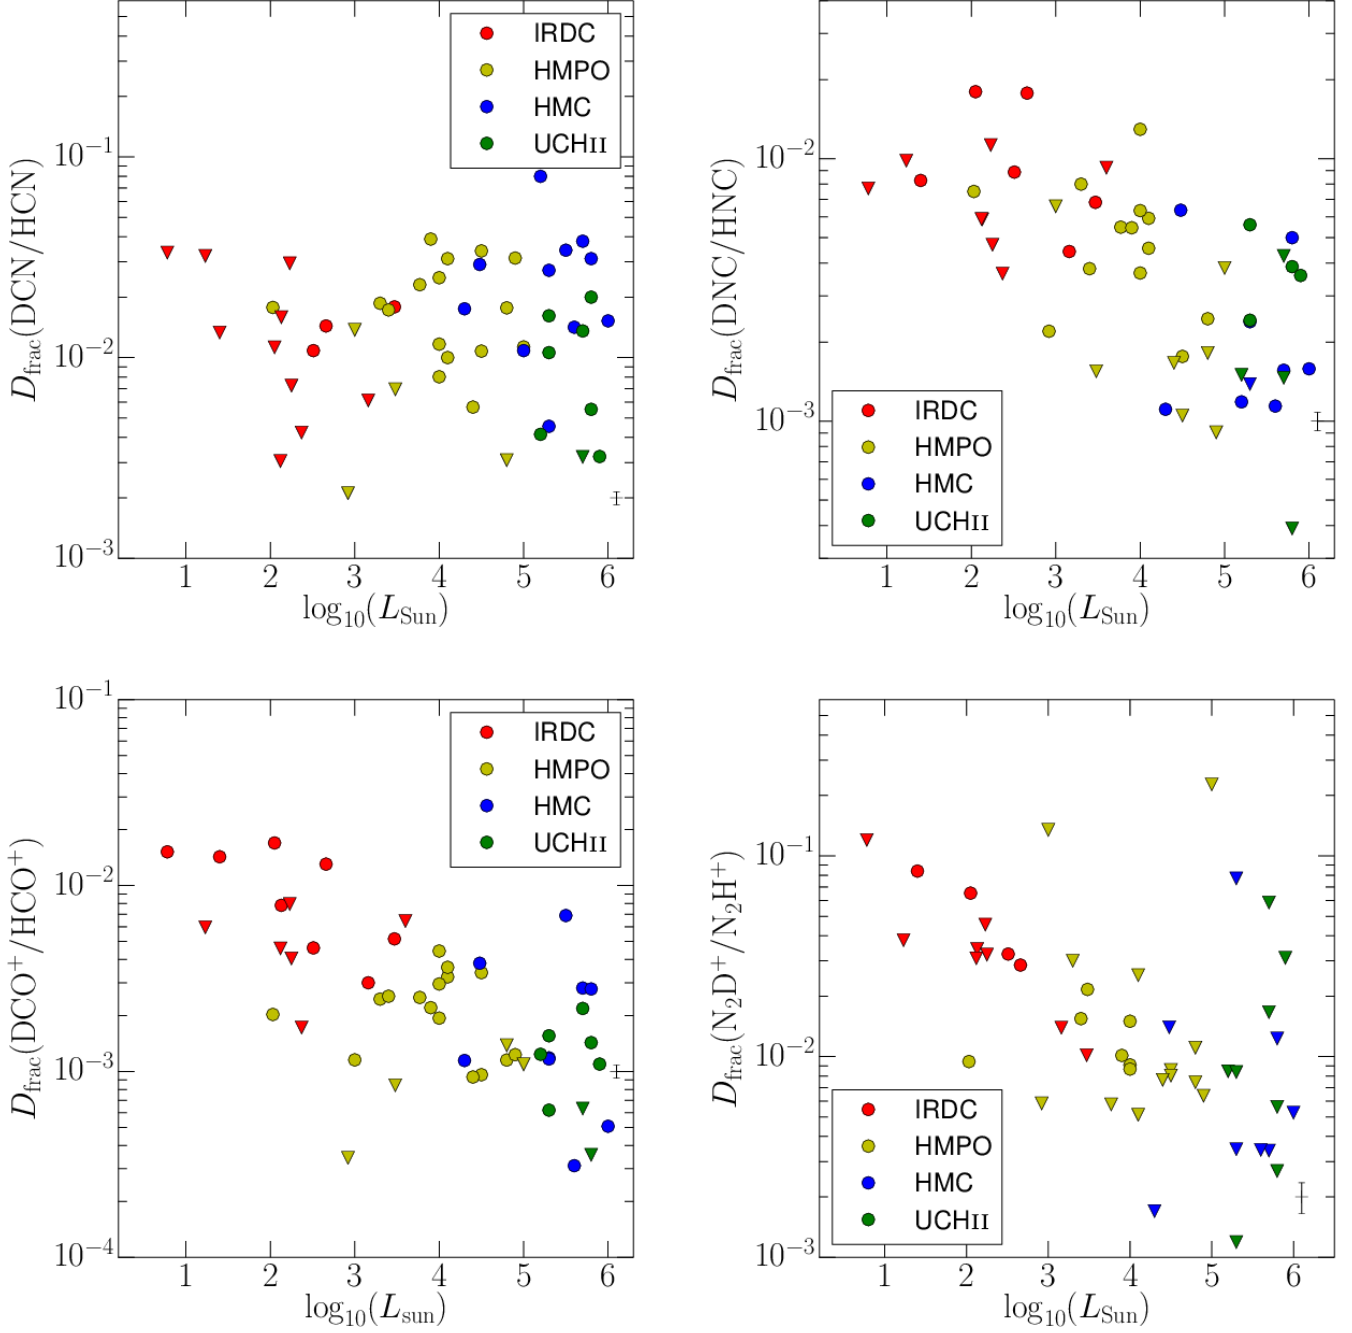 IRDC
HMPO
HMC
UCHII
10⁻¹
10⁻²
10⁻³
D_frac(DCN/HCN)
1 2 3 4 5 6
log₁₀(L_Sun)
10⁻²
10⁻³
D_frac(DNC/HNC)
IRDC
HMPO
HMC
UCHII
1 2 3 4 5 6
log₁₀(L_Sun)
10⁻¹
10⁻²
10⁻³
10⁻⁴
D_frac(DCO⁺/HCO⁺)
IRDC
HMPO
HMC
UCHII
1 2 3 4 5 6
log₁₀(L_sun)
10⁻¹
10⁻²
10⁻³
D_frac(N₂D⁺/N₂H⁺)
IRDC
HMPO
HMC
UCHII
1 2 3 4 5 6
log₁₀(L_Sun)